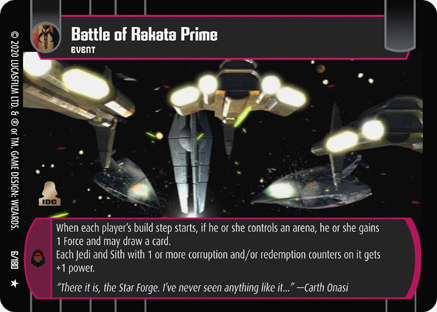 Battle of Rakata Prime
EVENT
© 2020 LUCASFILM LTD. & ® or TM. GAME DESIGN: WIZARDS.
IDC
5/180
When each player's build step starts, if he or she controls an arena, he or she gains
1 Force and may draw a card.
Each Jedi and Sith with 1 or more corruption and/or redemption counters on it gets
+1 power.
"There it is, the Star Forge. I've never seen anything like it..." —Carth Onasi